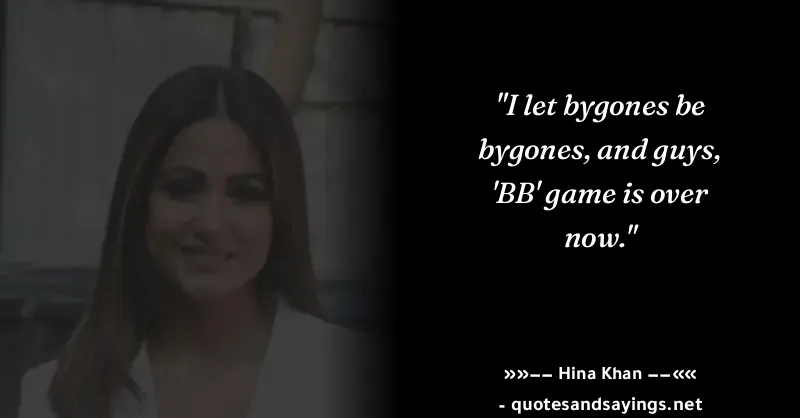 "I let bygones be
bygones, and guys,
'BB' game is over
now."
»»−− Hina Khan −−««
- quotesandsayings.net